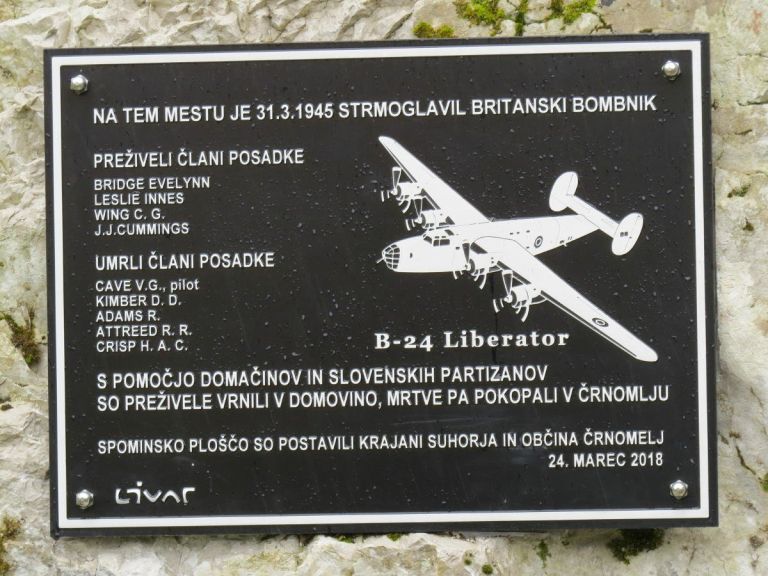 NA TEM MESTU JE 31.3.1945 STRMOGLAVIL BRITANSKI BOMBNIK
PREŽIVELI ČLANI POSADKE
BRIDGE EVELYNN
LESLIE INNES
WING C. G.
J.J.CUMMINGS
UMRLI ČLANI POSADKE
CAVE V.G., pilot
KIMBER D. D.
ADAMS R.
ATTREED R. R.
CRISP H. A. C.
B-24 Liberator
S POMOČJO DOMAČINOV IN SLOVENSKIH PARTIZANOV
SO PREŽIVELE VRNILI V DOMOVINO, MRTVE PA POKOPALI V ČRNOMLJU
SPOMINSKO PLOŠČO SO POSTAVILI KRAJANI SUHORJA IN OBČINA ČRNOMELJ
24. MAREC 2018
Livar